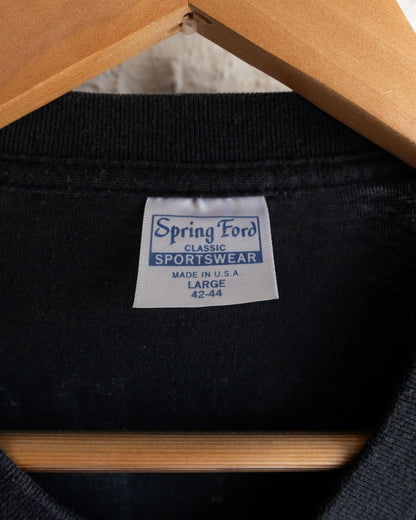 Spring Ford
CLASSIC
SPORTSWEAR
MADE IN U.S.A.
LARGE
42-44